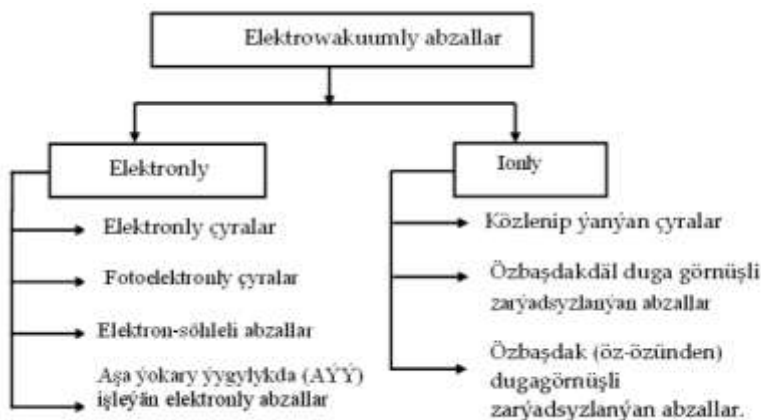 Elektrowakuumly abzallar
Elektronly
Elektronly çyralar
Fotoelektronly çyralar
Elektron-söhleli abzallar
Aşa ýokary ýygylykda (AÝÝ)
işleýän elektronly abzallar
Ionly
Közlenip ýanýan çyralar
Özbaşdakdäl duga görnüşli
zarýadsyzlanýan abzallar
Özbaşdak (öz-özünden)
dugagörnüşli
zarýadsyzlanýan abzallar.